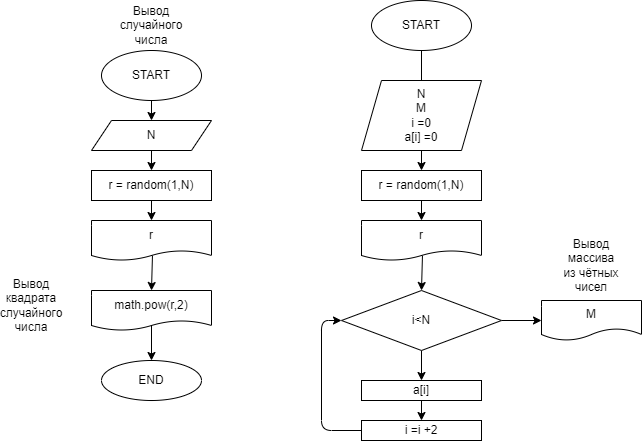 Вывод
случайного
числа
START
N
r = random(1,N)
r
Вывод
квадрата
случайного
числа
math.pow(r,2)
END
START
N
M
i =0
a[i] =0
r = random(1,N)
r
i<N
Вывод
массива
из чётных
чисел
M
a[i]
i =i +2